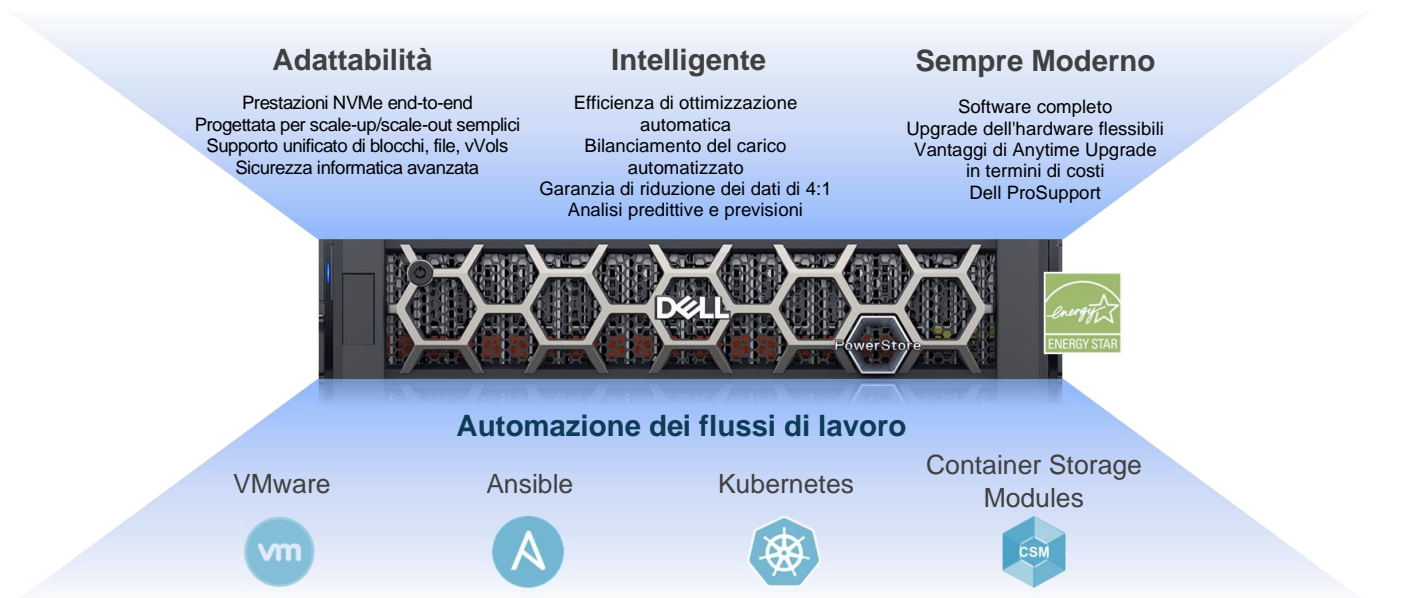 Adattabilità
Prestazioni NVMe end-to-end
Progettata per scale-up/scale-out semplici
Supporto unificato di blocchi, file, vVols
Sicurezza informatica avanzata
Intelligente
Efficienza di ottimizzazione
automatica
Bilanciamento del carico
automatizzato
Garanzia di riduzione dei dati di 4:1
Analisi predittive e previsioni
Sempre Moderno
Software completo
Upgrade dell'hardware flessibili
Vantaggi di Anytime Upgrade
in termini di costi
Dell ProSupport
DELL
PowerStore
energy
ENERGY STAR
Automazione dei flussi di lavoro
VMware
vm
Ansible
A
Kubernetes
Container Storage
Modules
CSM